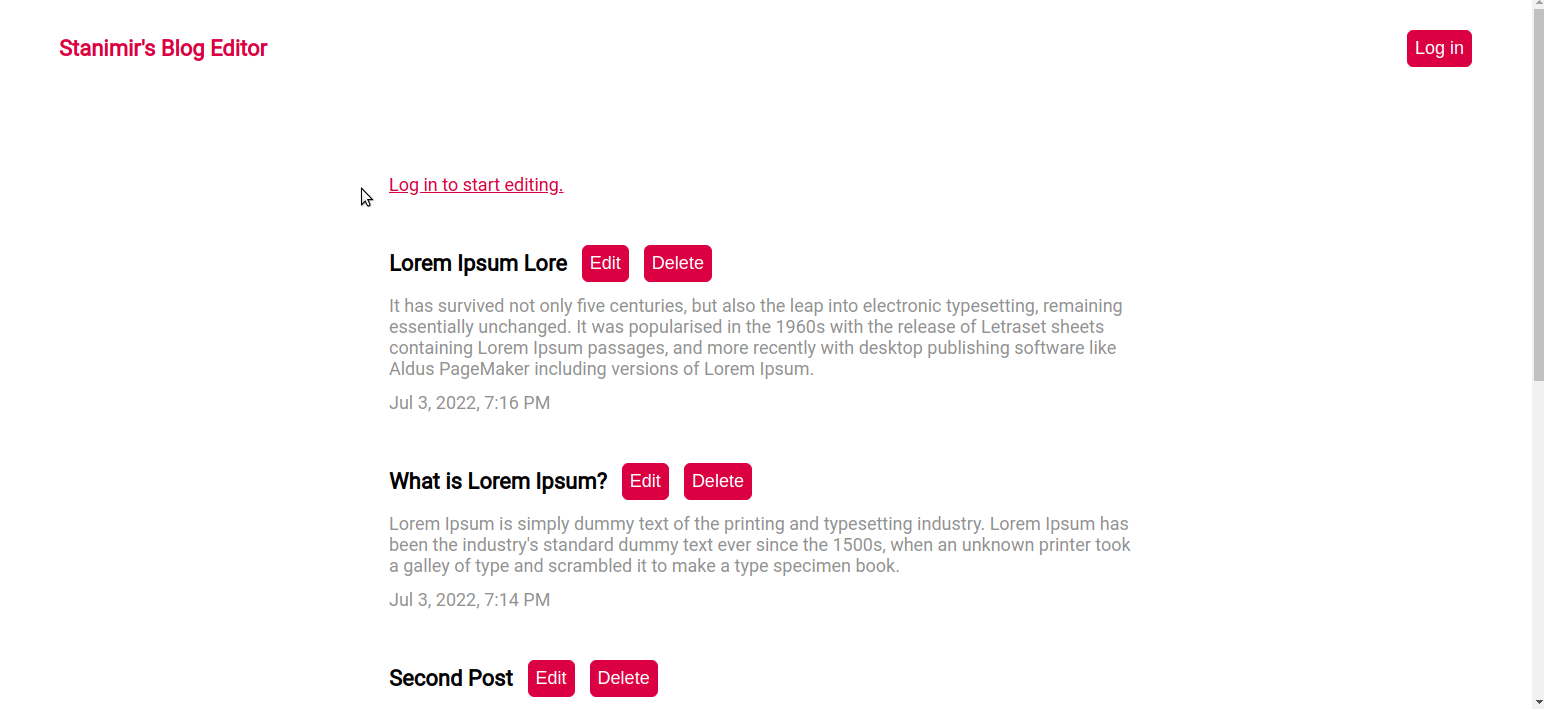 Stanimir's Blog Editor Log in
Log in to start editing.
Lorem Ipsum Lore Edit Delete
It has survived not only five centuries, but also the leap into electronic typesetting, remaining
essentially unchanged. It was popularised in the 1960s with the release of Letraset sheets
containing Lorem Ipsum passages, and more recently with desktop publishing software like
Aldus PageMaker including versions of Lorem Ipsum.
Jul 3, 2022, 7:16 PM
What is Lorem Ipsum? Edit Delete
Lorem Ipsum is simply dummy text of the printing and typesetting industry. Lorem Ipsum has
been the industry's standard dummy text ever since the 1500s, when an unknown printer took
a galley of type and scrambled it to make a type specimen book.
Jul 3, 2022, 7:14 PM
Second Post Edit Delete